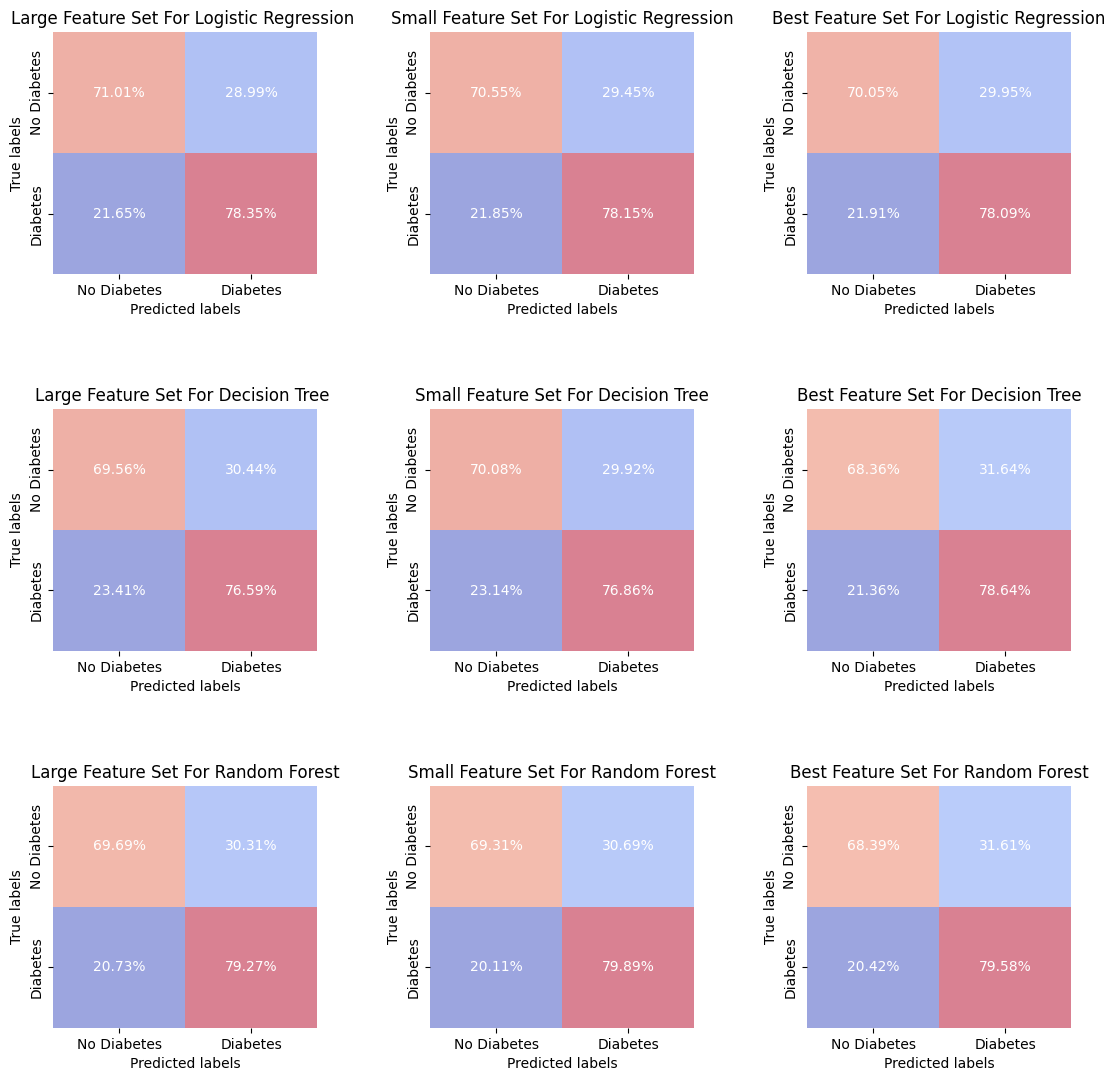 Large Feature Set For Logistic Regression
True labels
No Diabetes
Diabetes
71.01% 28.99%
21.65% 78.35%
No Diabetes Diabetes
Predicted labels
Small Feature Set For Logistic Regression
True labels
No Diabetes
Diabetes
70.55% 29.45%
21.85% 78.15%
No Diabetes Diabetes
Predicted labels
Best Feature Set For Logistic Regression
True labels
No Diabetes
Diabetes
70.05% 29.95%
21.91% 78.09%
No Diabetes Diabetes
Predicted labels
Large Feature Set For Decision Tree
True labels
No Diabetes
Diabetes
69.56% 30.44%
23.41% 76.59%
No Diabetes Diabetes
Predicted labels
Small Feature Set For Decision Tree
True labels
No Diabetes
Diabetes
70.08% 29.92%
23.14% 76.86%
No Diabetes Diabetes
Predicted labels
Best Feature Set For Decision Tree
True labels
No Diabetes
Diabetes
68.36% 31.64%
21.36% 78.64%
No Diabetes Diabetes
Predicted labels
Large Feature Set For Random Forest
True labels
No Diabetes
Diabetes
69.69% 30.31%
20.73% 79.27%
No Diabetes Diabetes
Predicted labels
Small Feature Set For Random Forest
True labels
No Diabetes
Diabetes
69.31% 30.69%
20.11% 79.89%
No Diabetes Diabetes
Predicted labels
Best Feature Set For Random Forest
True labels
No Diabetes
Diabetes
68.39% 31.61%
20.42% 79.58%
No Diabetes Diabetes
Predicted labels